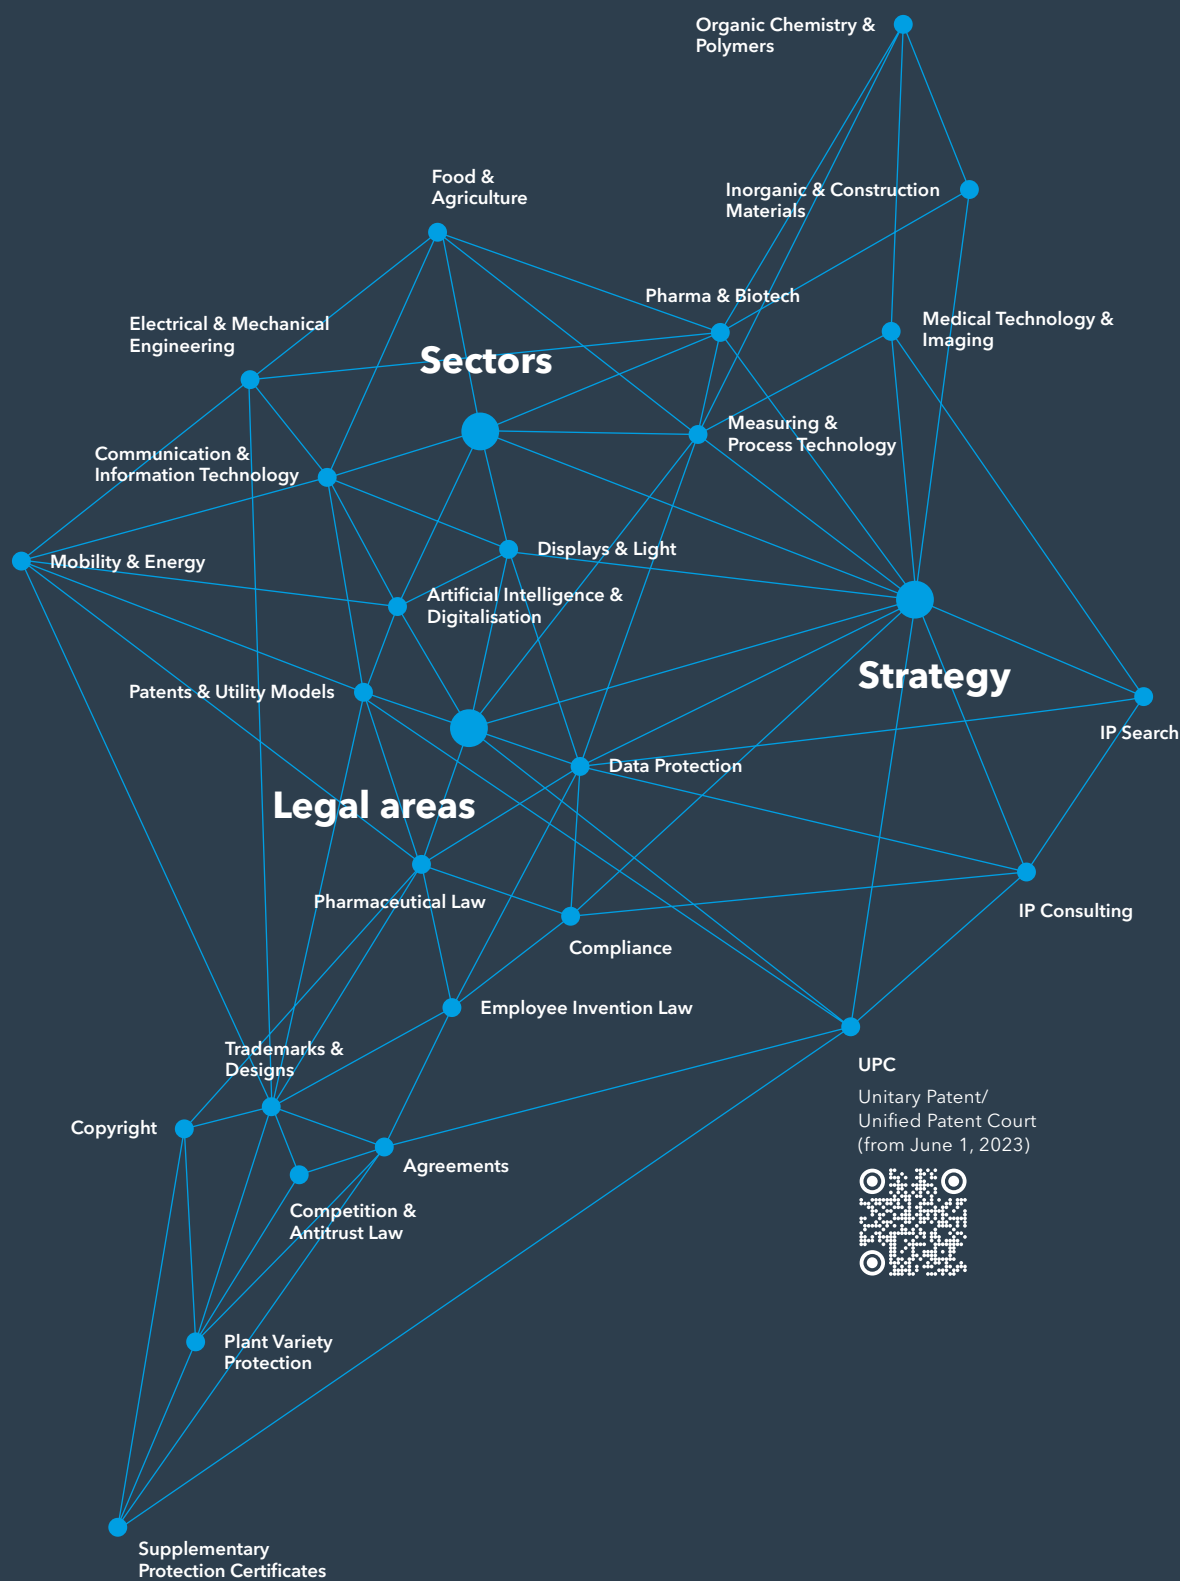 Organic Chemistry &
Polymers
Food &
Agriculture
Inorganic & Construction
Materials
Pharma & Biotech
Electrical & Mechanical
Engineering
Medical Technology &
Imaging
Sectors
Measuring &
Process Technology
Communication &
Information Technology
Displays & Light
Mobility & Energy
Artificial Intelligence &
Digitalisation
Strategy
Patents & Utility Models
IP Search
Data Protection
Legal areas
Pharmaceutical Law
IP Consulting
Compliance
Employee Invention Law
Trademarks &
Designs
UPC
Unitary Patent/
Unified Patent Court
(from June 1, 2023)
Copyright
Agreements
Competition &
Antitrust Law
Plant Variety
Protection
Supplementary
Protection Certificates